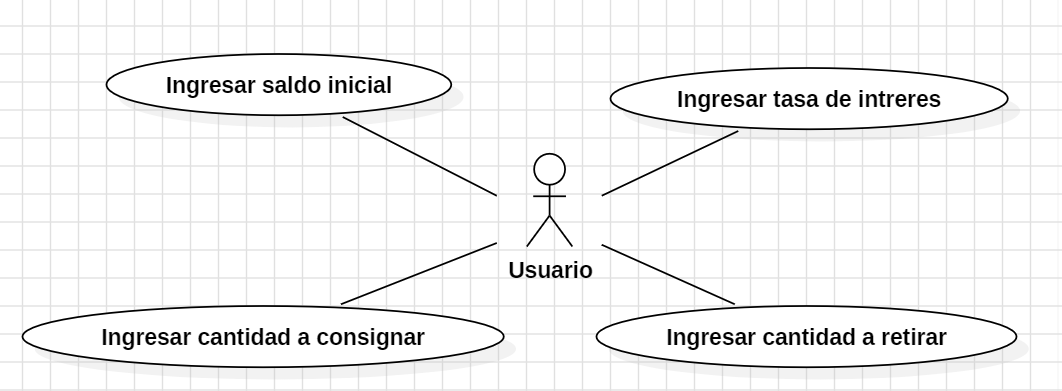 Ingresar saldo inicial
Ingresar tasa de intreres
Usuario
Ingresar cantidad a consignar
Ingresar cantidad a retirar